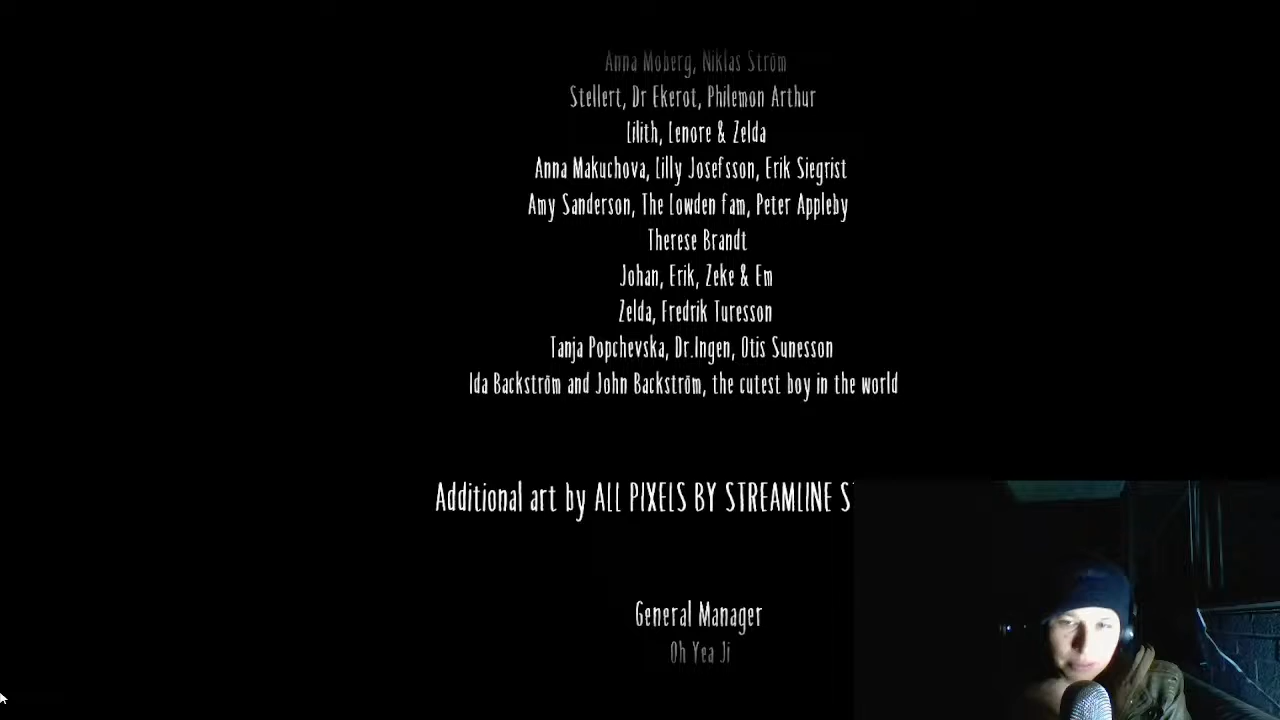 Anna Moberg, Niklas Ström
Stellert, Dr Ekerot, Philemon Arthur
Lilith, Lenore & Zelda
Anna Makuchova, Lilly Josefsson, Erik Siegrist
Amy Sanderson, The Lowden fam, Peter Appleby
Therese Brandt
Johan, Erik, Zeke & Em
Zelda, Fredrik Turesson
Tanja Popchevska, Dr.Ingen, Otis Sunesson
Ida Backström and John Backström, the cutest boy in the world
Additional art by ALL PIXELS BY STREAMLINE
General Manager
Oh Yea Ji